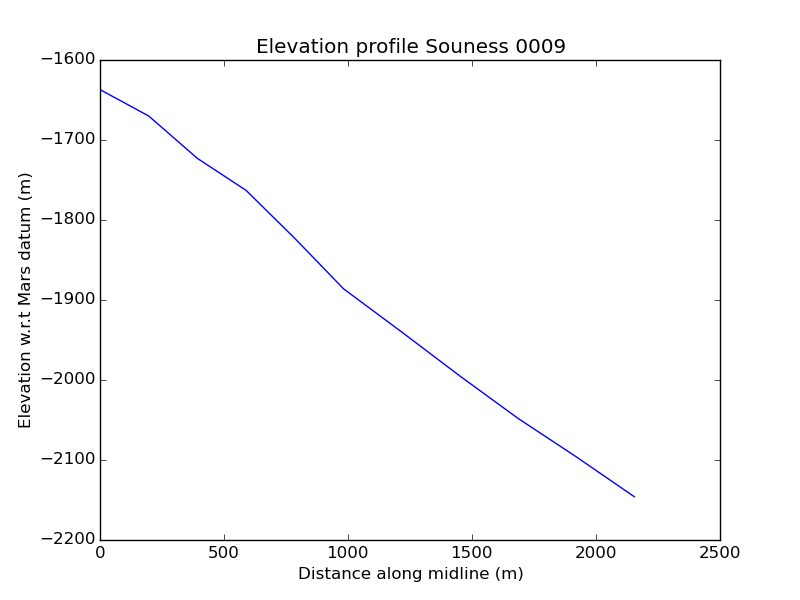 Elevation profile Souness 0009
−1600
−1700
−1800
−1900
−2000
−2100
−2200
Elevation w.r.t Mars datum (m)
0 500 1000 1500 2000 2500
Distance along midline (m)